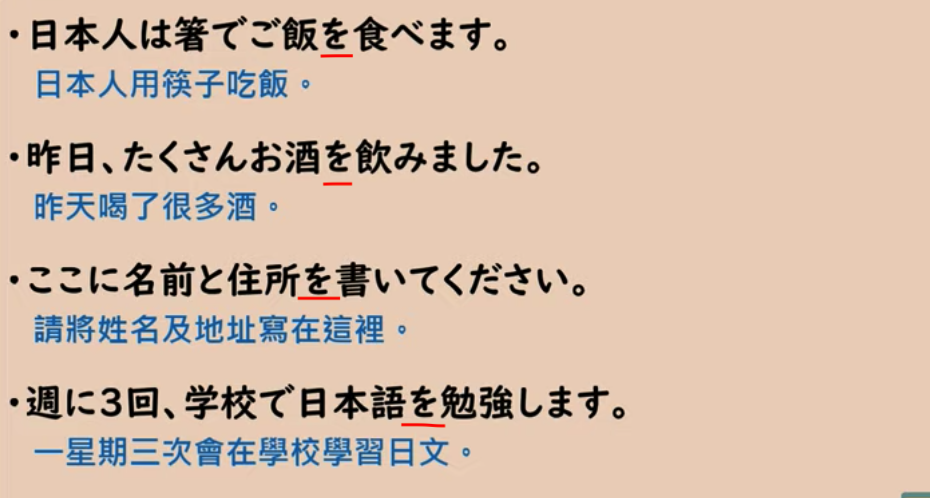 ・日本人は箸でご飯を食べます。
日本人用筷子吃飯。
・昨日、たくさんお酒を飲みました。
昨天喝了很多酒。
・ここに名前と住所を書いてください。
請將姓名及地址寫在這裡。
・週に3回、学校で日本語を勉強します。
一星期三次會在學校學習日文。